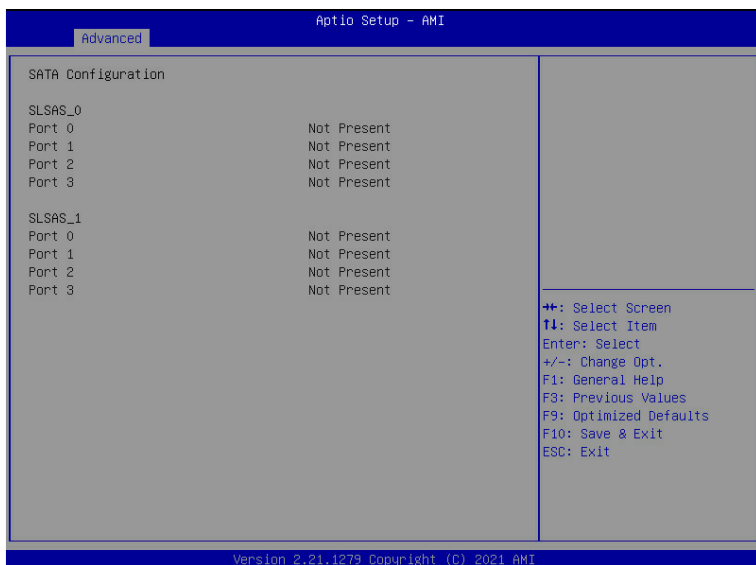 Aptio Setup - AMI
Advanced
SATA Configuration
SLSAS_0
Port 0 Not Present
Port 1 Not Present
Port 2 Not Present
Port 3 Not Present
SLSAS_1
Port 0 Not Present
Port 1 Not Present
Port 2 Not Present
Port 3 Not Present
→←: Select Screen
↑↓: Select Item
Enter: Select
+/-: Change Opt.
F1: General Help
F3: Previous Values
F9: Optimized Defaults
F10: Save & Exit
ESC: Exit
Version 2.21.1279 Copyright (C) 2021 AMI